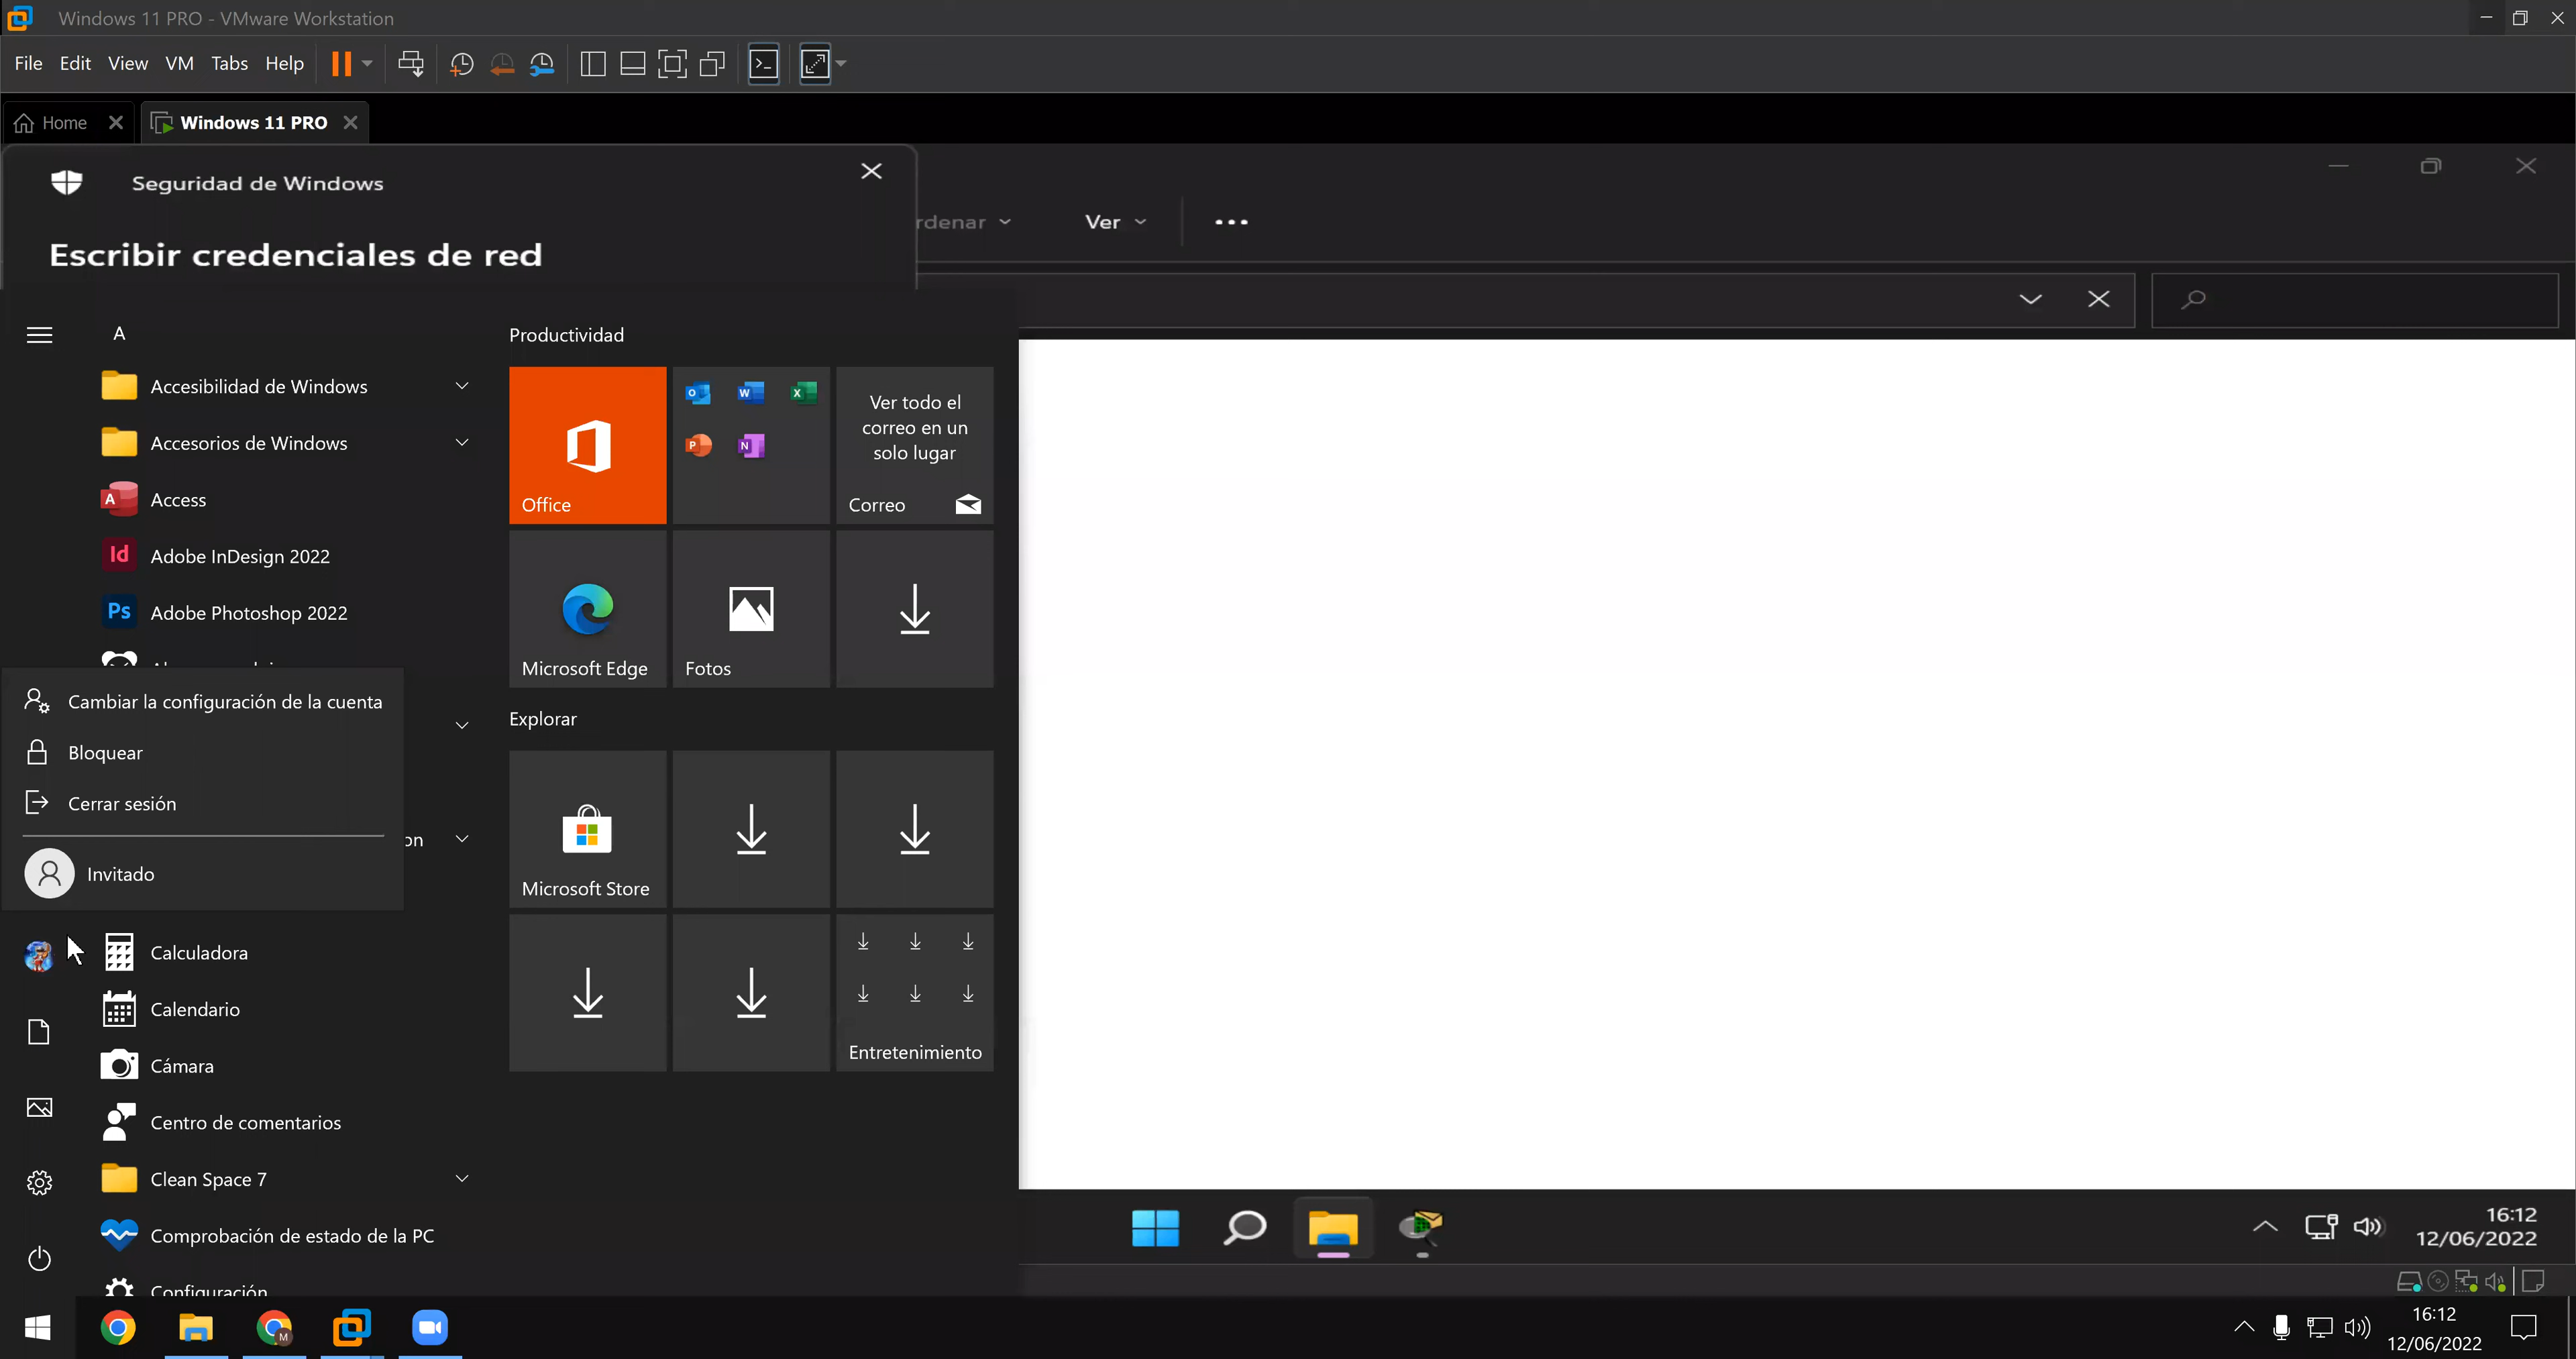 Windows 11 PRO - VMware Workstation
File Edit View VM Tabs Help
Home
Windows 11 PRO
Seguridad de Windows
rdenar
Ver
Escribir credenciales de red
A
Accesibilidad de Windows
Accesorios de Windows
Access
Adobe InDesign 2022
Adobe Photoshop 2022
Cambiar la configuración de la cuenta
Bloquear
Cerrar sesión
on
Invitado
Calculadora
Calendario
Cámara
Centro de comentarios
Clean Space 7
Comprobación de estado de la PC
Configuración
Productividad
Office
Ver todo el
correo en un
solo lugar
Correo
Microsoft Edge
Fotos
Explorar
Microsoft Store
Entretenimiento
16:12
12/06/2022
16:12
12/06/2022